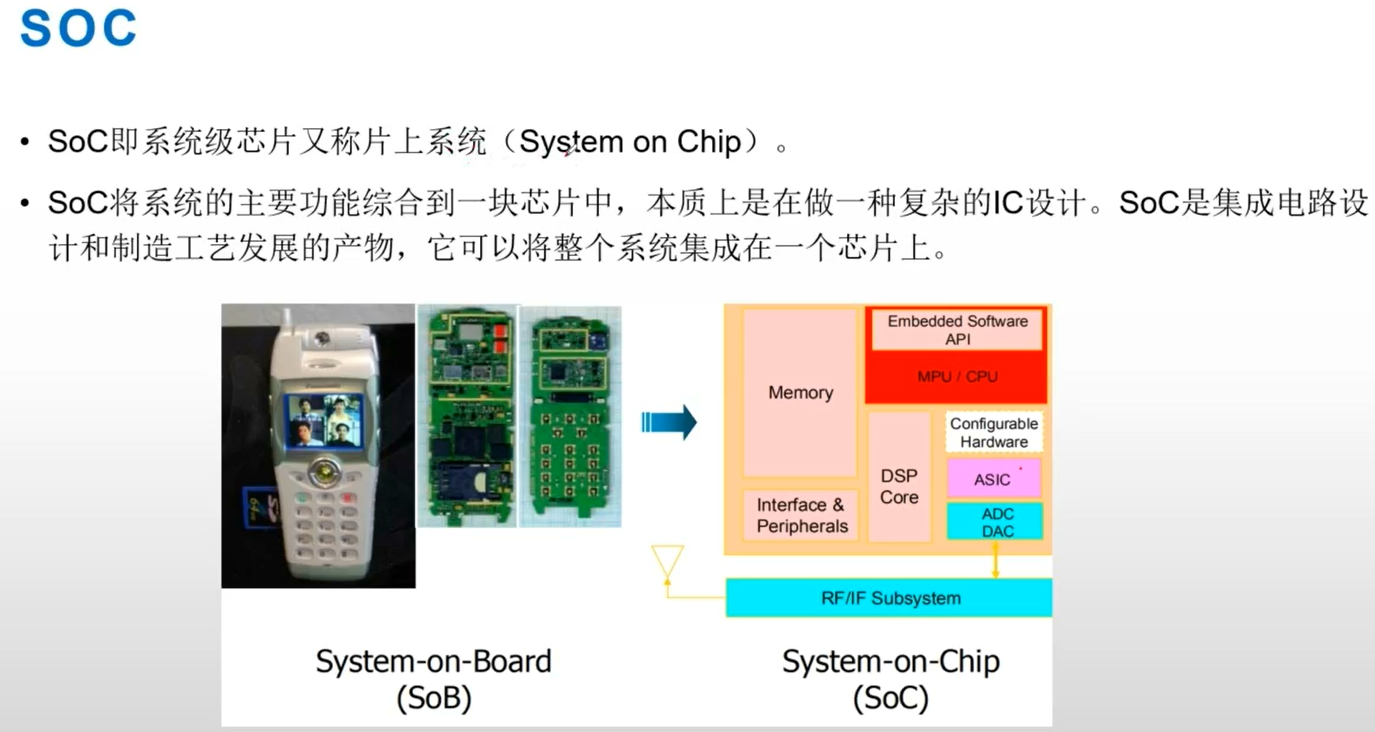 SOC
• SoC即系统级芯片又称片上系统（System on Chip）。
• SoC将系统的主要功能综合到一块芯片中，本质上是在做一种复杂的IC设计。SoC是集成电路设
计和制造工艺发展的产物，它可以将整个系统集成在一个芯片上。
Memory
Embedded Software
API
MPU / CPU
Configurable
Hardware
DSP
Core
ASIC
Interface &
Peripherals
ADC
DAC
RF/IF Subsystem
System-on-Board
(SoB)
System-on-Chip
(SoC)